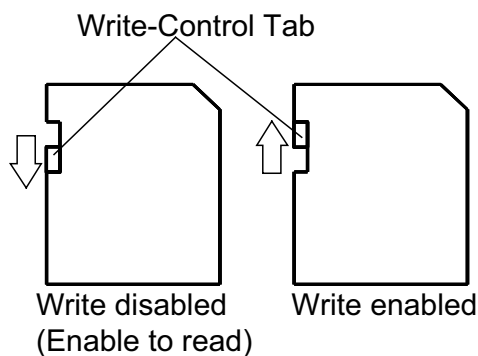 Write-Control Tab
Write disabled
(Enable to read)
Write enabled